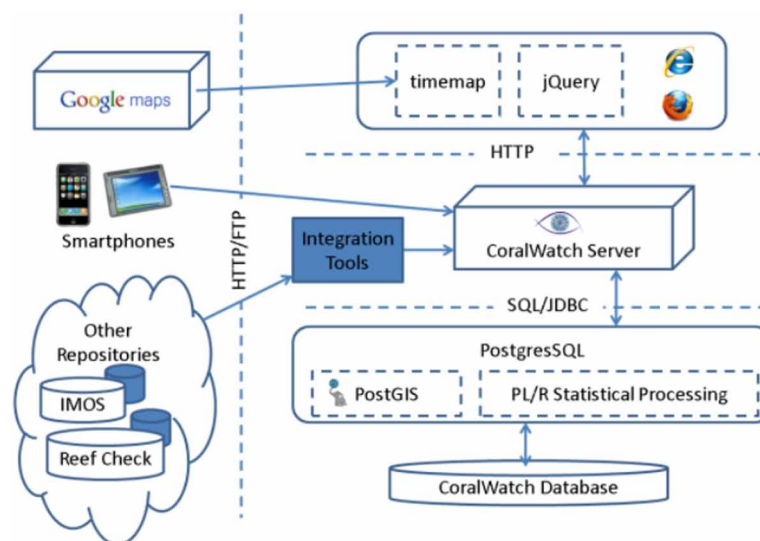 Google maps
timemap
jQuery
HTTP
Smartphones
HTTP/FTP
Integration
Tools
CoralWatch Server
SQL/JDBC
Other
Repositories
IMOS
Reef Check
PostgresSQL
PostGIS
PL/R Statistical Processing
CoralWatch Database